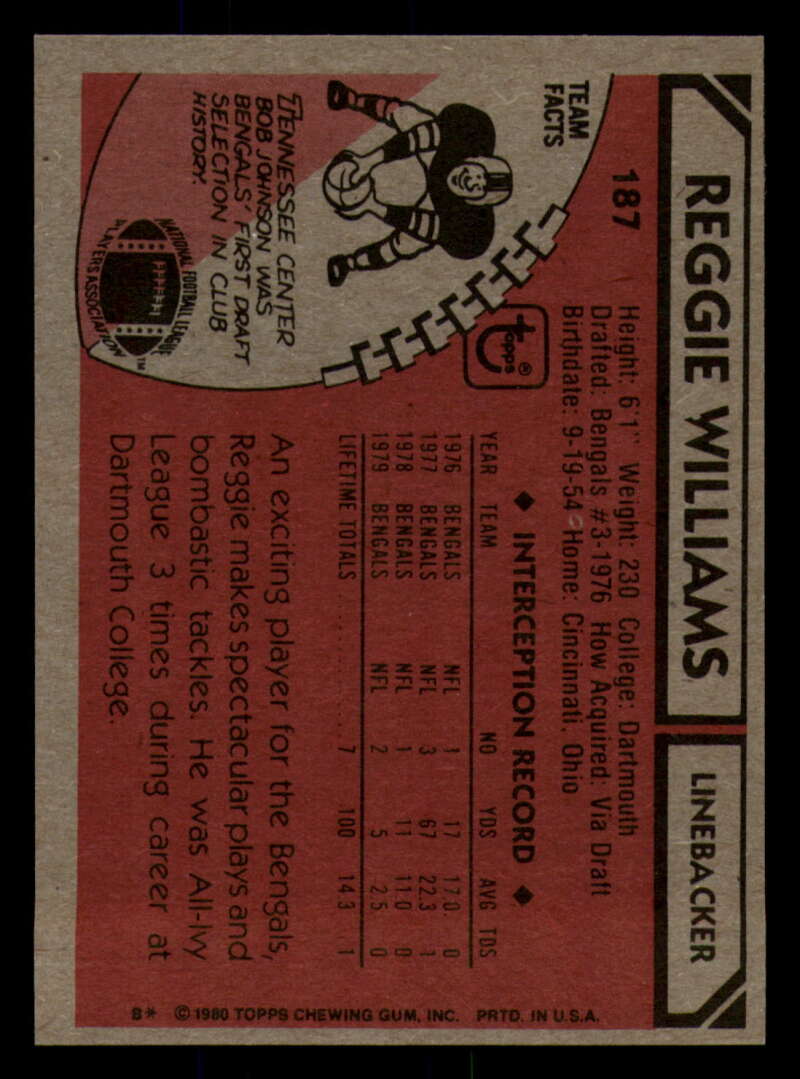 REGGIE WILLIAMS
LINEBACKER
187
Height: 6'1" Weight: 230 College: Dartmouth
Drafted: Bengals #3-1976 How Acquired: Via Draft
Birthdate: 9-19-54 Home: Cincinnati, Ohio
TEAM
FACTS
TENNESSEE CENTER
BOB JOHNSON WAS
BENGALS' FIRST DRAFT
SELECTION IN CLUB
HISTORY.
NATIONAL FOOTBALL LEAGUE
PLAYERS ASSOCIATION
TM
topps®
◆ INTERCEPTION RECORD ◆
YEAR TEAM NO YDS AVG TDS
1976 BENGALS NFL 1 17 17.0 0
1977 BENGALS NFL 3 67 22.3 1
1978 BENGALS NFL 1 11 11.0 0
1979 BENGALS NFL 2 5 2.5 0
LIFETIME TOTALS ........ 7 100 14.3 1
An exciting player for the Bengals,
Reggie makes spectacular plays and
bombastic tackles. He was All-Ivy
League 3 times during career at
Dartmouth College.
B* © 1980 TOPPS CHEWING GUM, INC. PRTD. IN U.S.A.